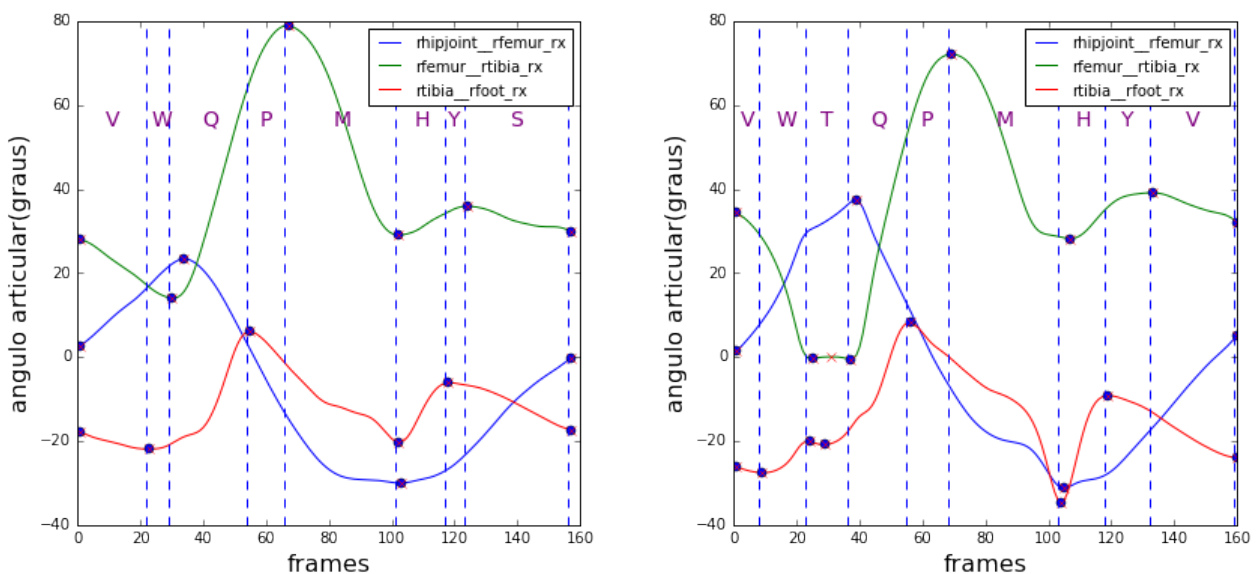 80
60
40
20
0
−20
−40
angulo articular(graus)
rhipjoint__rfemur_rx
rfemur__rtibia_rx
rtibia__rfoot_rx
V W Q P M H Y S
0 20 40 60 80 100 120 140 160
frames
80
60
40
20
0
−20
−40
angulo articular(graus)
rhipjoint__rfemur_rx
rfemur__rtibia_rx
rtibia__rfoot_rx
V W T Q P M H Y V
0 20 40 60 80 100 120 140 160
frames